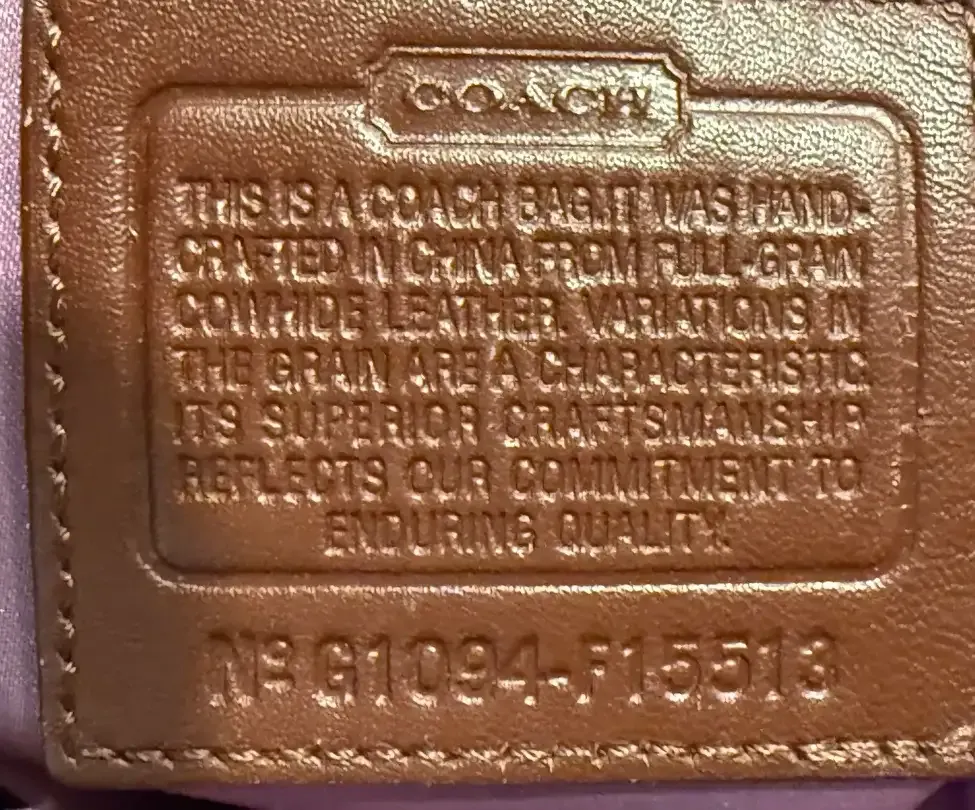 COACH
THIS IS A COACH BAG. IT WAS HAND-
CRAFTED IN CHINA FROM FULL-GRAIN
COWHIDE LEATHER. VARIATIONS IN
THE GRAIN ARE A CHARACTERISTIC.
ITS SUPERIOR CRAFTSMANSHIP
REFLECTS OUR COMMITMENT TO
ENDURING QUALITY.
Nº G1094-F15513